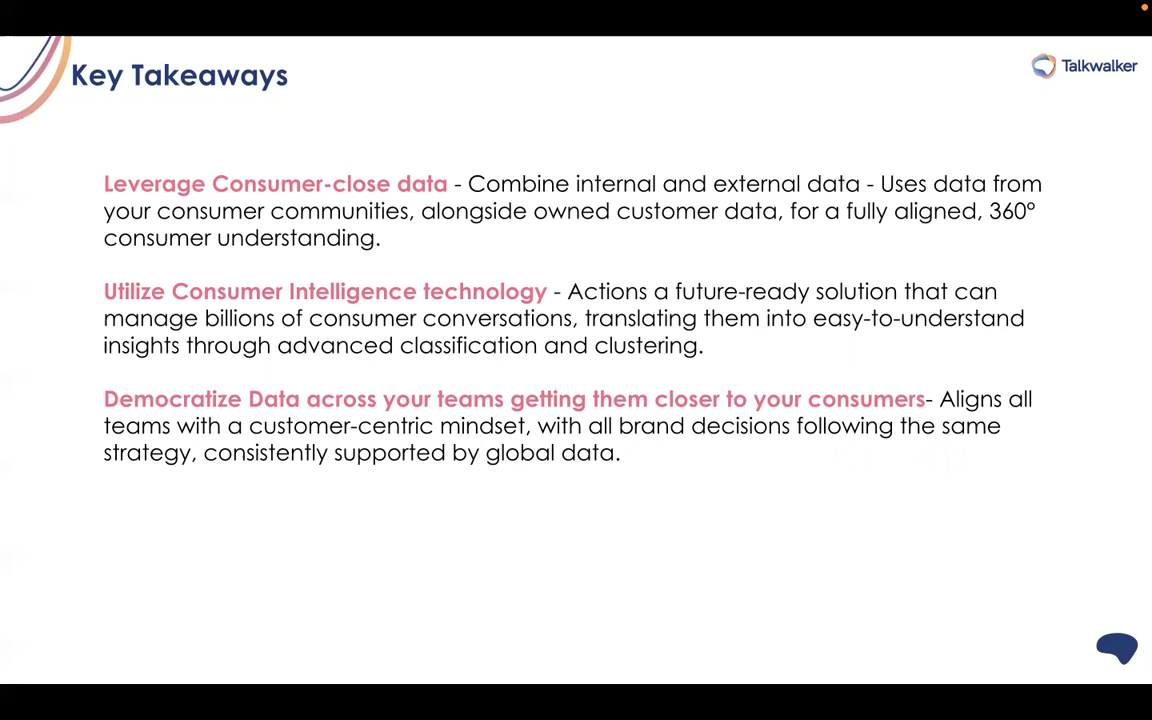 Key Takeaways
Talkwalker
Leverage Consumer-close data - Combine internal and external data - Uses data from
your consumer communities, alongside owned customer data, for a fully aligned, 360°
consumer understanding.
Utilize Consumer Intelligence technology - Actions a future-ready solution that can
manage billions of consumer conversations, translating them into easy-to-understand
insights through advanced classification and clustering.
Democratize Data across your teams getting them closer to your consumers- Aligns all
teams with a customer-centric mindset, with all brand decisions following the same
strategy, consistently supported by global data.